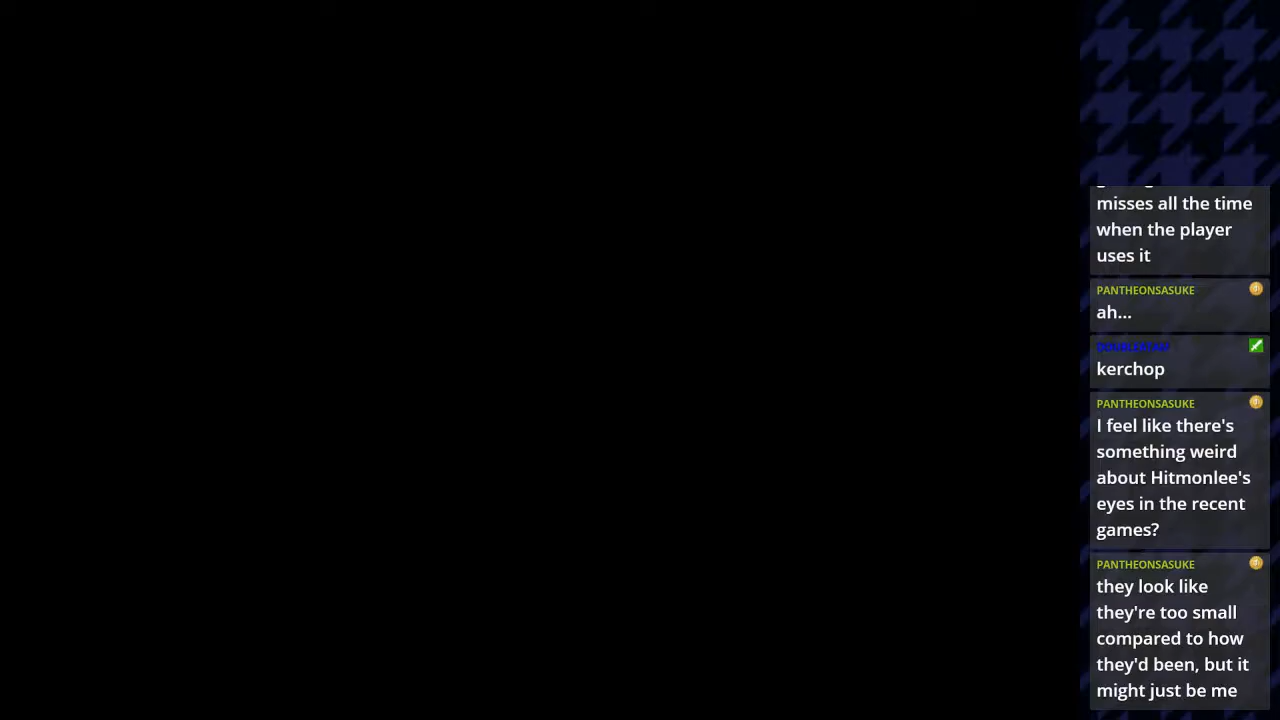 misses all the time
when the player
uses it
PANTHEONSASUKE
ah...
kerchop
PANTHEONSASUKE
I feel like there's
something weird
about Hitmonlee's
eyes in the recent
games?
PANTHEONSASUKE
they look like
they're too small
compared to how
they'd been, but it
might just be me